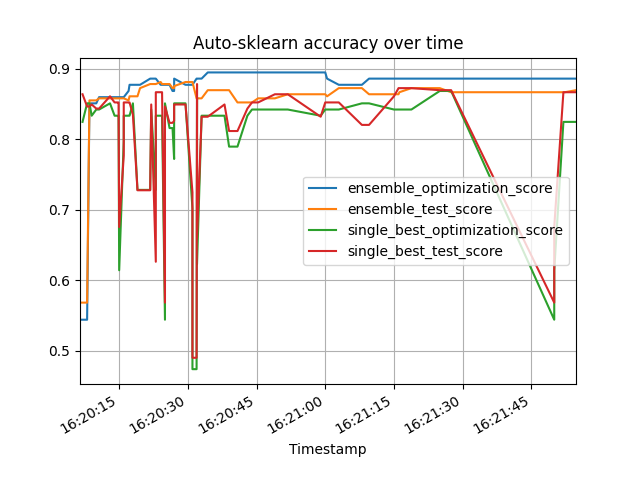 Auto-sklearn accuracy over time
0.9
0.8
0.7
0.6
0.5
ensemble_optimization_score
ensemble_test_score
single_best_optimization_score
single_best_test_score
16:20:15
16:20:30
16:20:45
16:21:00
16:21:15
16:21:30
16:21:45
Timestamp